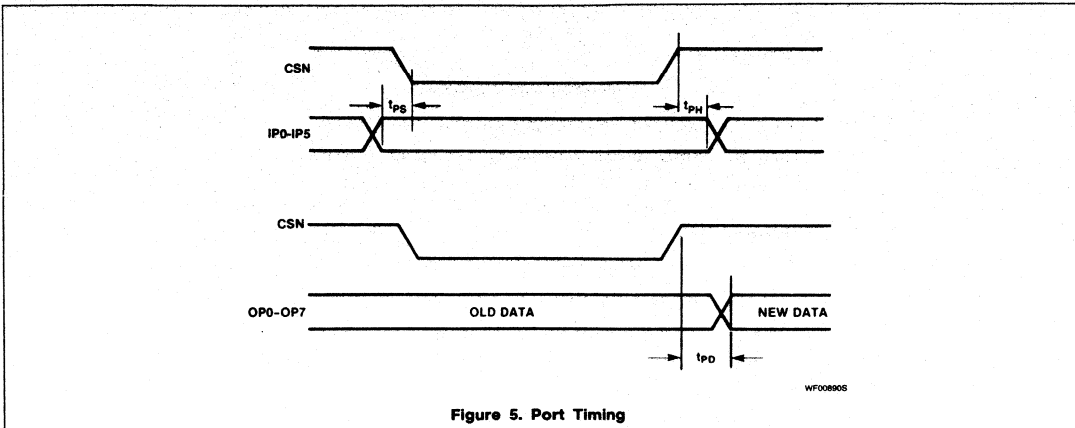 CSN
tPS
tPH
IP0-IP5
CSN
OP0-OP7
OLD DATA
NEW DATA
tPD
WF00890S
Figure 5. Port Timing